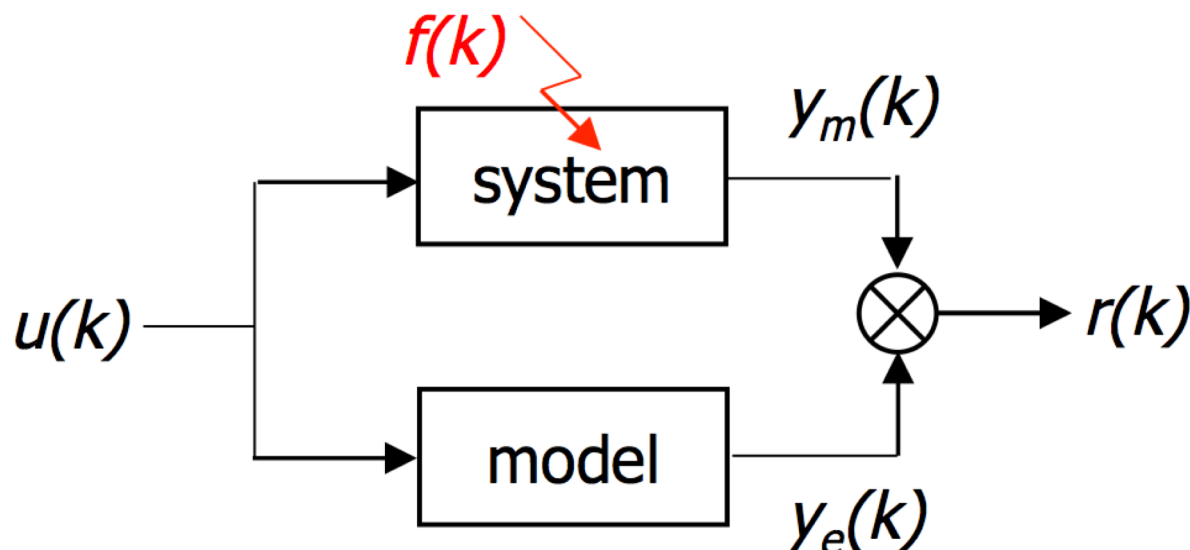 f(k)
yₘ(k)
system
u(k)
r(k)
model
yₑ(k)